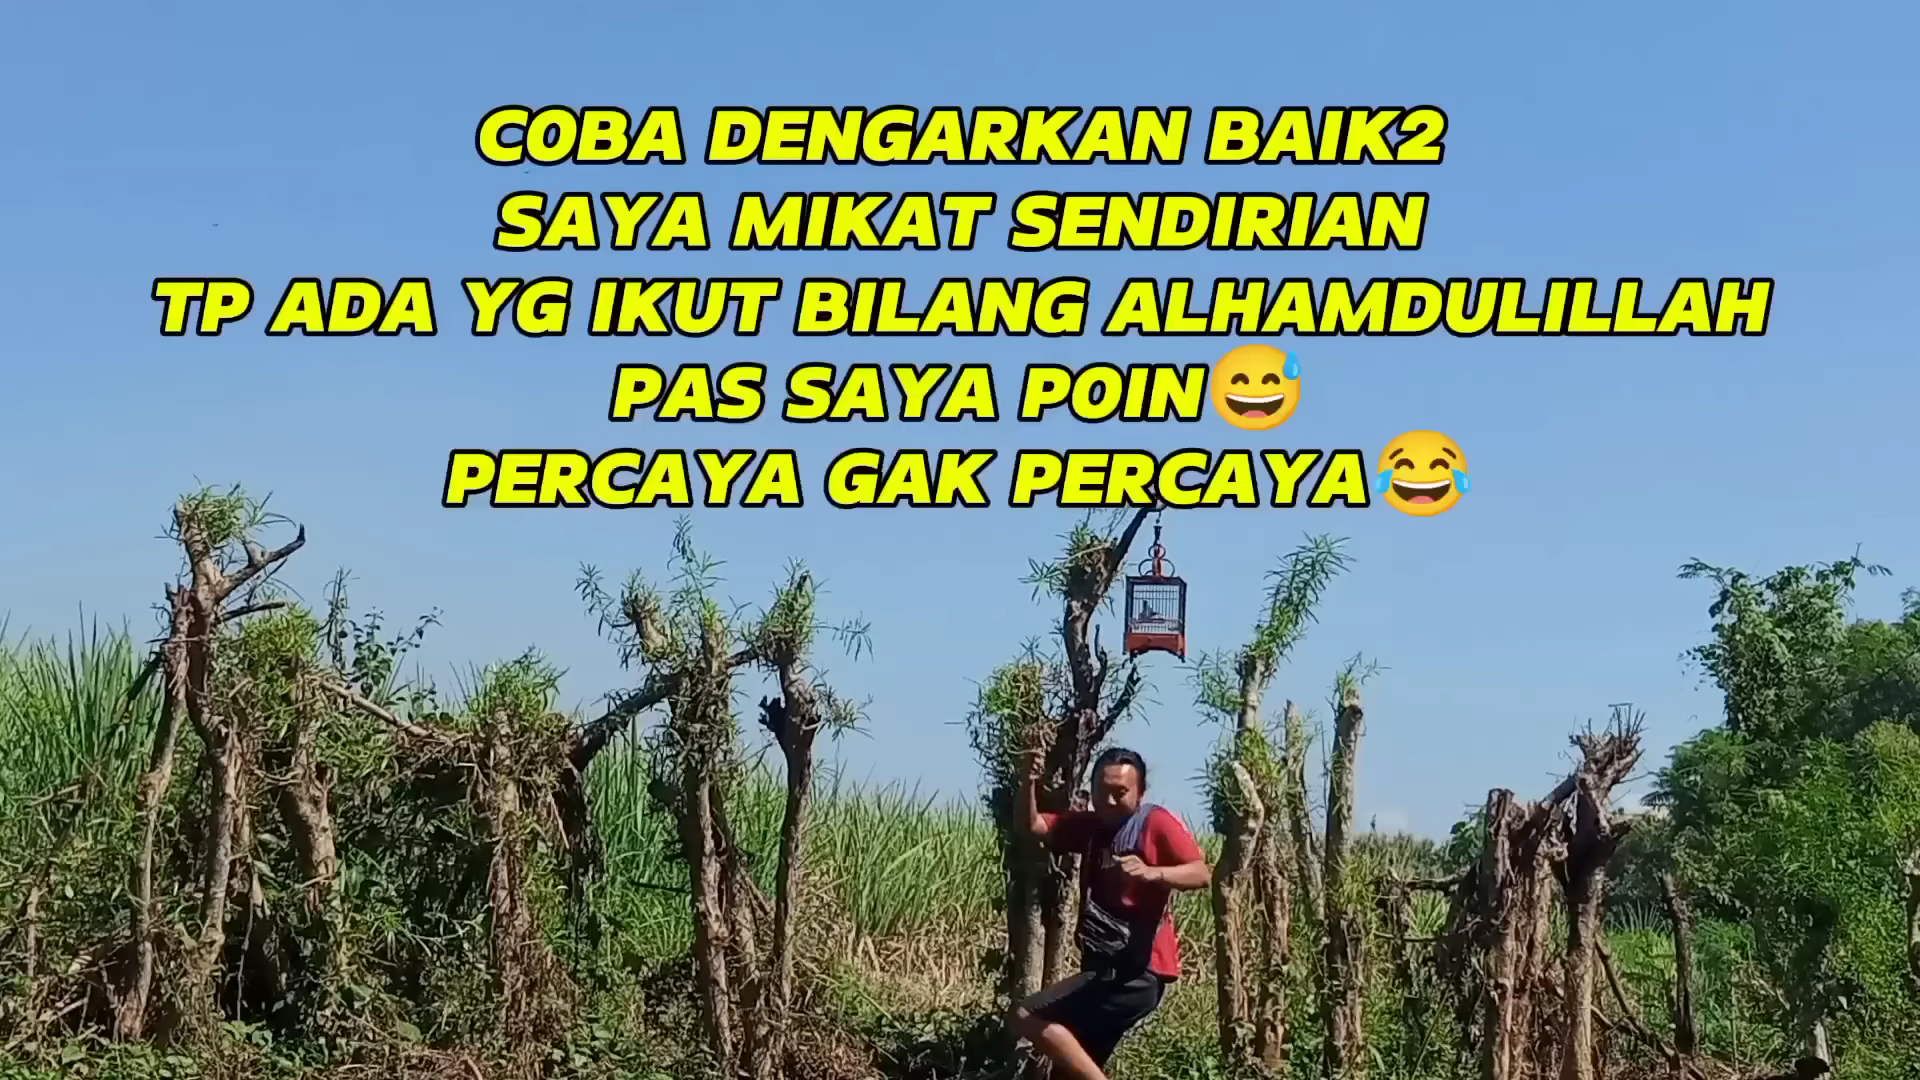 COBA DENGARKAN BAIK2
SAYA MIKAT SENDIRIAN
TP ADA YG IKUT BILANG ALHAMDULILLAH
PAS SAYA POIN😅
PERCAYA GAK PERCAYA😂